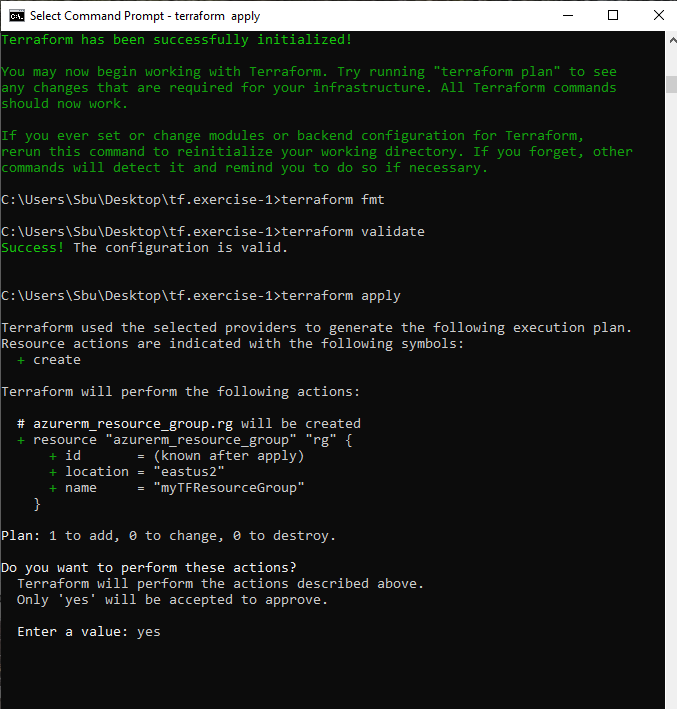 Select Command Prompt - terraform  apply
Terraform has been successfully initialized!
You may now begin working with Terraform. Try running "terraform plan" to see
any changes that are required for your infrastructure. All Terraform commands
should now work.
If you ever set or change modules or backend configuration for Terraform,
rerun this command to reinitialize your working directory. If you forget, other
commands will detect it and remind you to do so if necessary.
C:\Users\Sbu\Desktop\tf.exercise-1>terraform fmt
C:\Users\Sbu\Desktop\tf.exercise-1>terraform validate
Success! The configuration is valid.
C:\Users\Sbu\Desktop\tf.exercise-1>terraform apply
Terraform used the selected providers to generate the following execution plan.
Resource actions are indicated with the following symbols:
  + create
Terraform will perform the following actions:
  # azurerm_resource_group.rg will be created
  + resource "azurerm_resource_group" "rg" {
      + id       = (known after apply)
      + location = "eastus2"
      + name     = "myTFResourceGroup"
    }
Plan: 1 to add, 0 to change, 0 to destroy.
Do you want to perform these actions?
  Terraform will perform the actions described above.
  Only 'yes' will be accepted to approve.
  Enter a value: yes